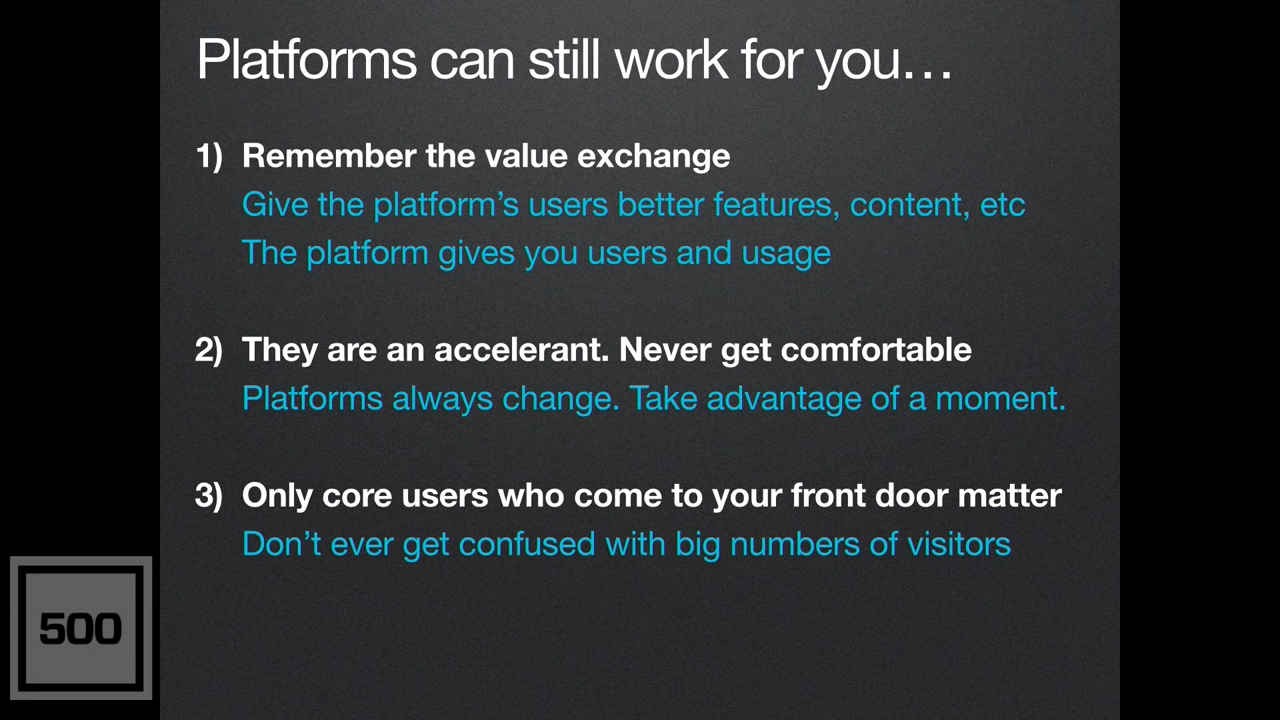 Platforms can still work for you…
1) Remember the value exchange
Give the platform’s users better features, content, etc
The platform gives you users and usage
2) They are an accelerant. Never get comfortable
Platforms always change. Take advantage of a moment.
3) Only core users who come to your front door matter
Don’t ever get confused with big numbers of visitors
500